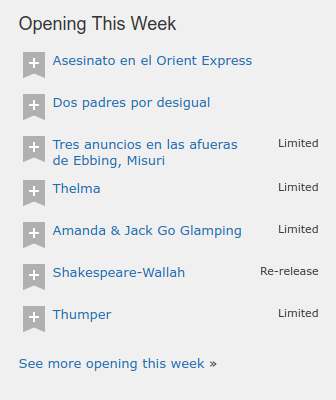 Opening This Week
Asesinato en el Orient Express
Dos padres por desigual
Tres anuncios en las afueras Limited
de Ebbing, Misuri
Thelma Limited
Amanda & Jack Go Glamping Limited
Shakespeare-Wallah Re-release
Thumper Limited
See more opening this week »